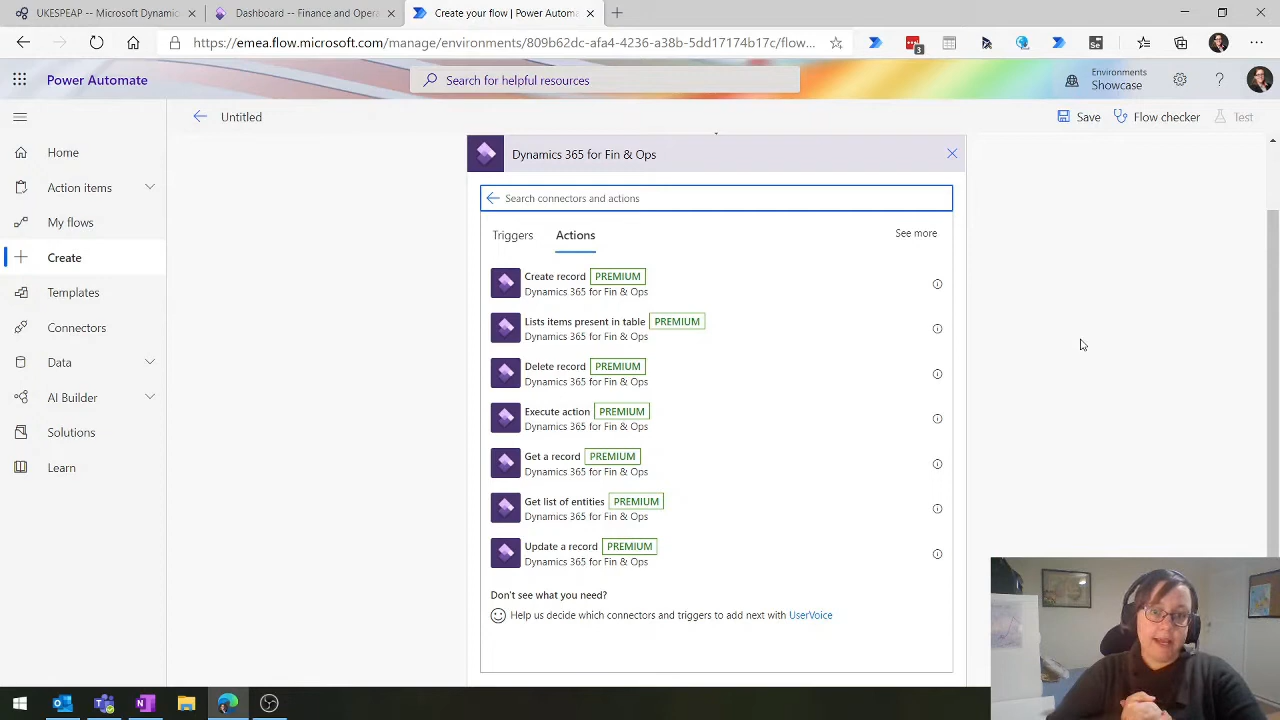 UKESPEAP -- Microsoft Dynamic
Dashboard -- Finance and Opera
Create your flow | Power Automa
https://emea.flow.microsoft.com/manage/environments/809b62dc-afa4-4236-a38b-5dd17174b17c/flow...
3
Se
Power Automate
Search for helpful resources
Environments
Showcase
Untitled
Save
Flow checker
Test
Home
Action items
My flows
Create
Templates
Connectors
Data
AI Builder
Solutions
Learn
Dynamics 365 for Fin & Ops
Search connectors and actions
Triggers
Actions
See more
Create record PREMIUM
Dynamics 365 for Fin & Ops
Lists items present in table PREMIUM
Dynamics 365 for Fin & Ops
Delete record PREMIUM
Dynamics 365 for Fin & Ops
Execute action PREMIUM
Dynamics 365 for Fin & Ops
Get a record PREMIUM
Dynamics 365 for Fin & Ops
Get list of entities PREMIUM
Dynamics 365 for Fin & Ops
Update a record PREMIUM
Dynamics 365 for Fin & Ops
Don't see what you need?
Help us decide which connectors and triggers to add next with UserVoice